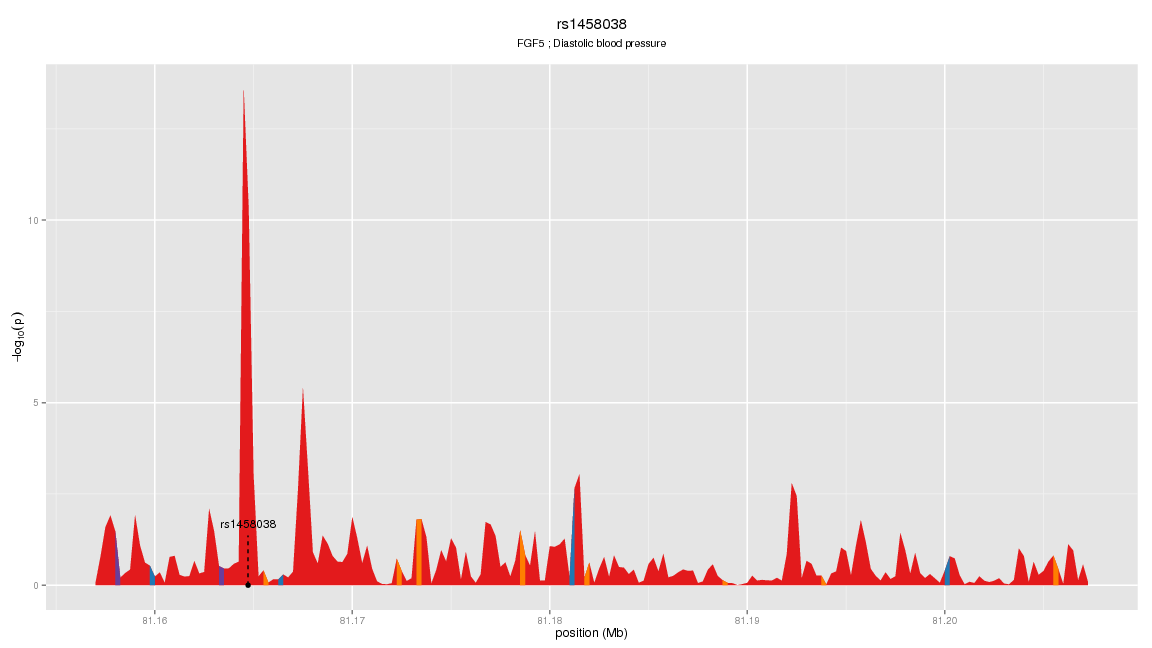 rs1458038
FGF5 ; Diastolic blood pressure
−log₁₀(p)
10
5
0
rs1458038
81.16
81.17
81.18
81.19
81.20
position (Mb)